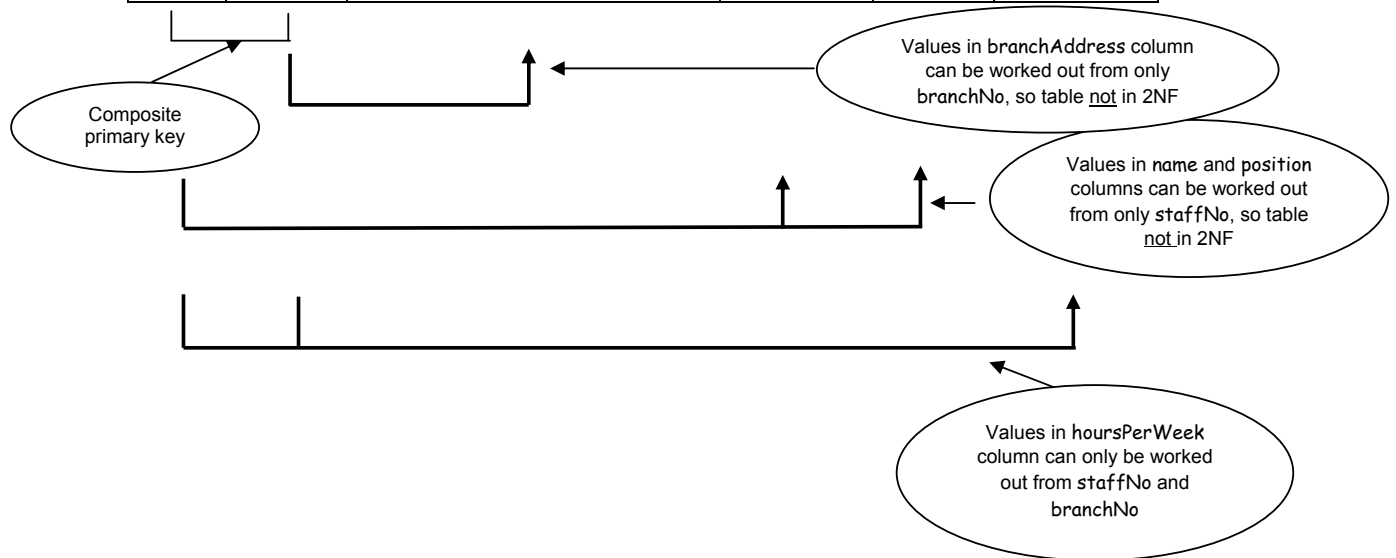 Values in branchAddress column
can be worked out from only
branchNo, so table not in 2NF
Composite
primary key
Values in name and position
columns can be worked out
from only staffNo, so table
not in 2NF
Values in hoursPerWeek
column can only be worked
out from staffNo and
branchNo